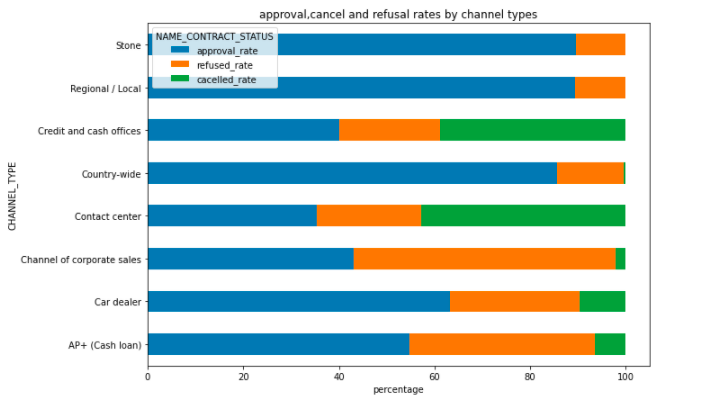 approval,cancel and refusal rates by channel types
NAME_CONTRACT_STATUS
approval_rate
refused_rate
cacelled_rate
Stone
Regional / Local
Credit and cash offices
Country-wide
Contact center
Channel of corporate sales
Car dealer
AP+ (Cash loan)
CHANNEL_TYPE
0 20 40 60 80 100
percentage